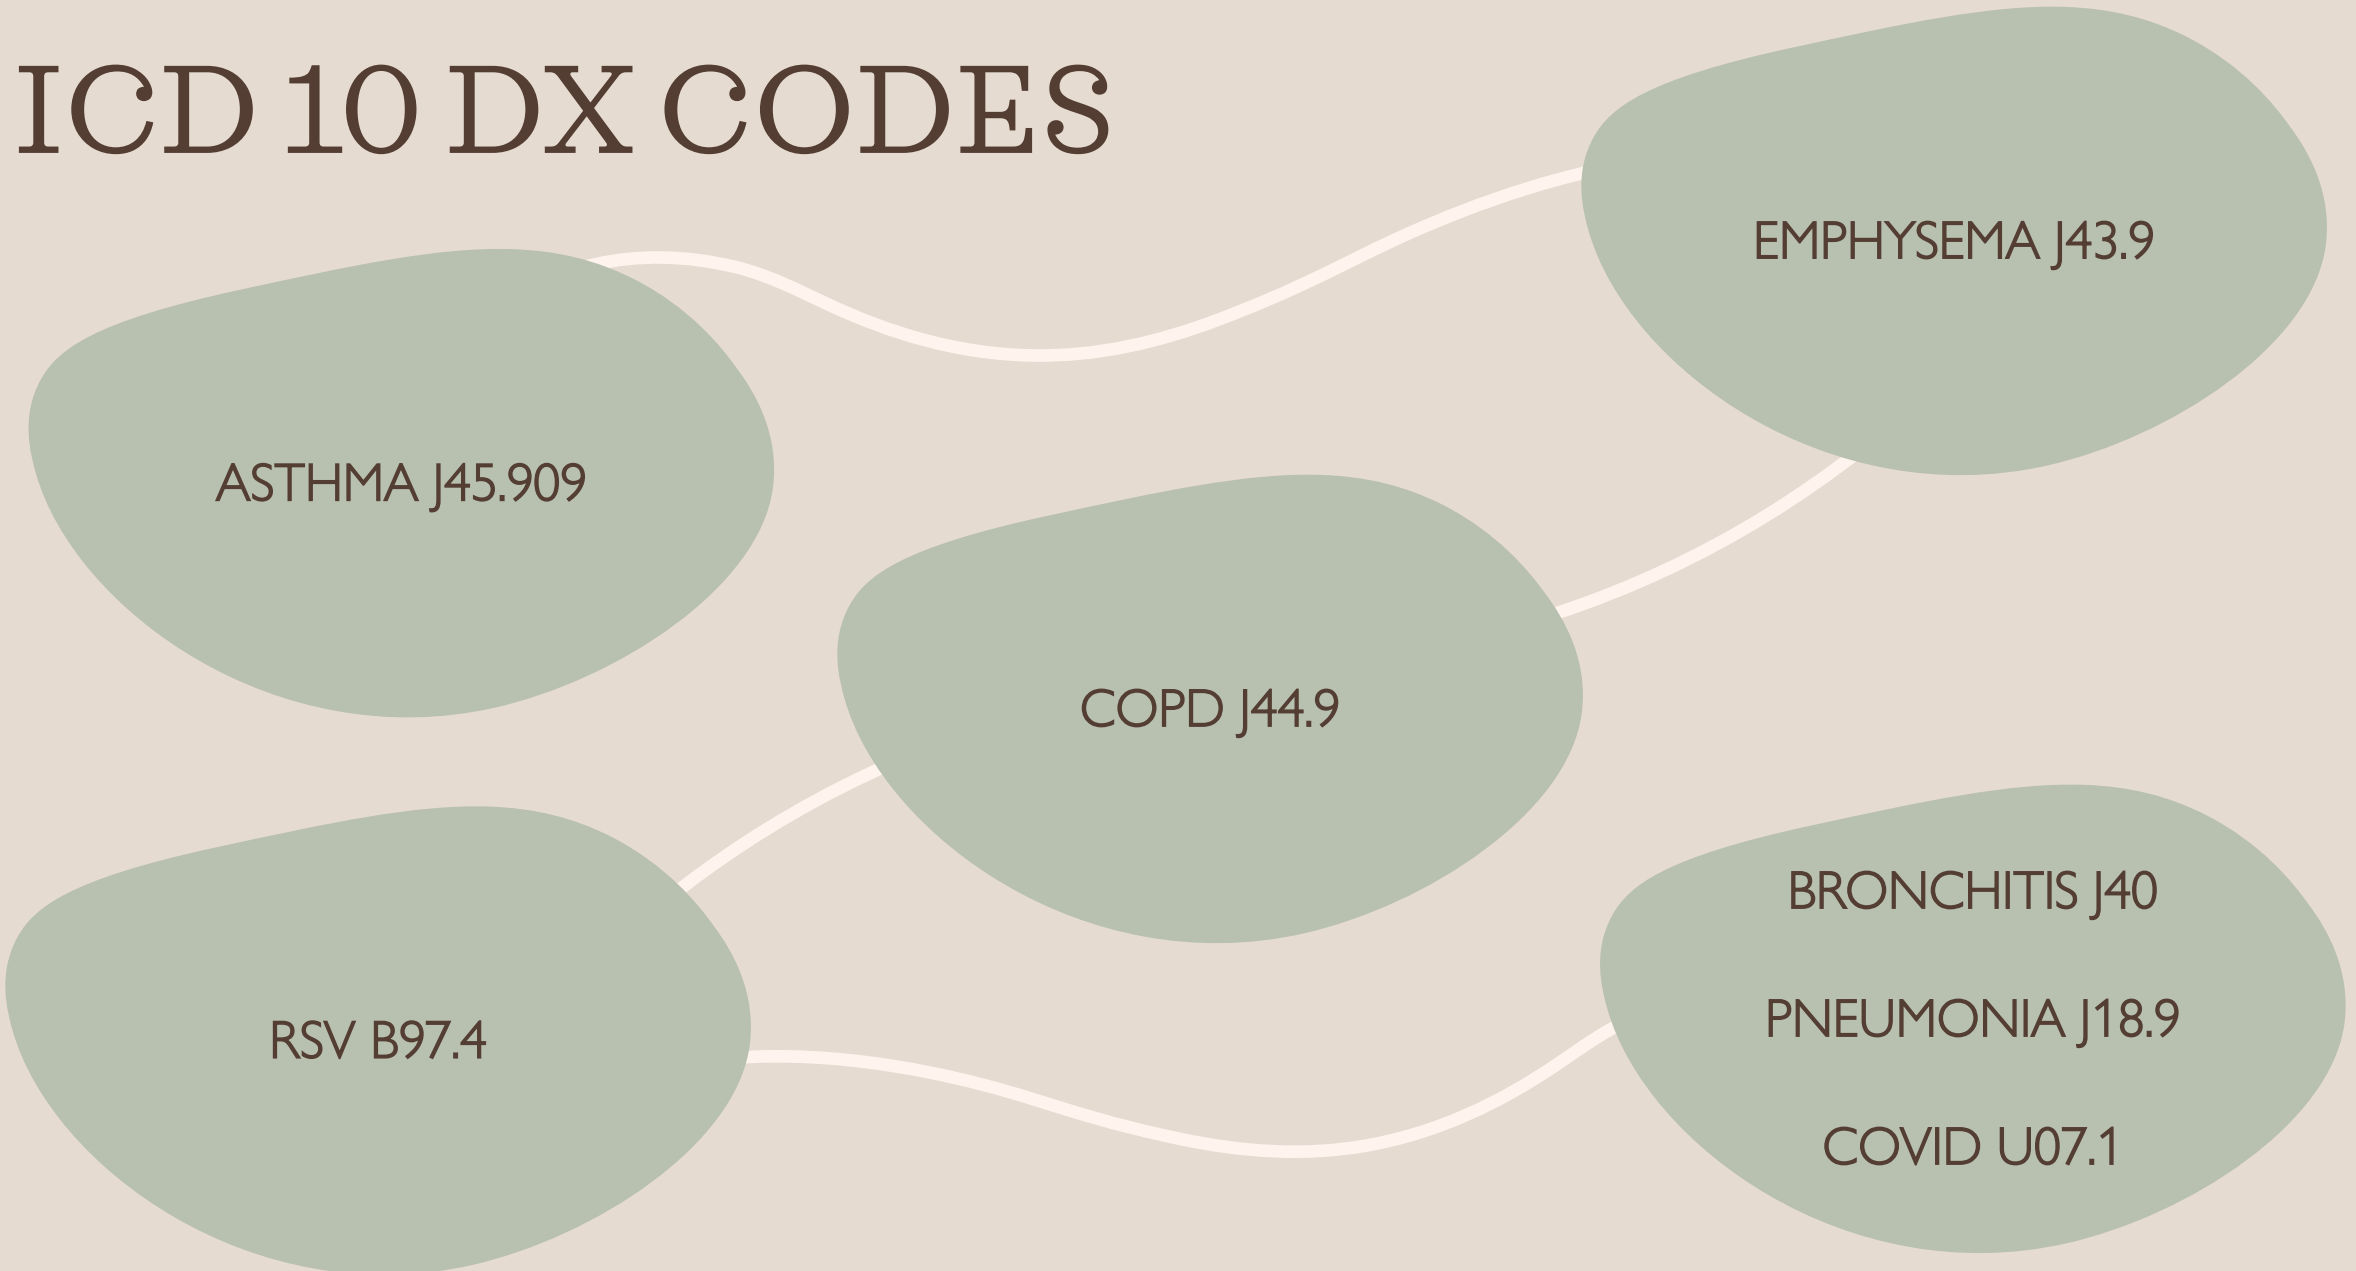 ICD 10 DX CODES
EMPHYSEMA J43.9
ASTHMA J45.909
COPD J44.9
RSV B97.4
BRONCHITIS J40
PNEUMONIA J18.9
COVID U07.1